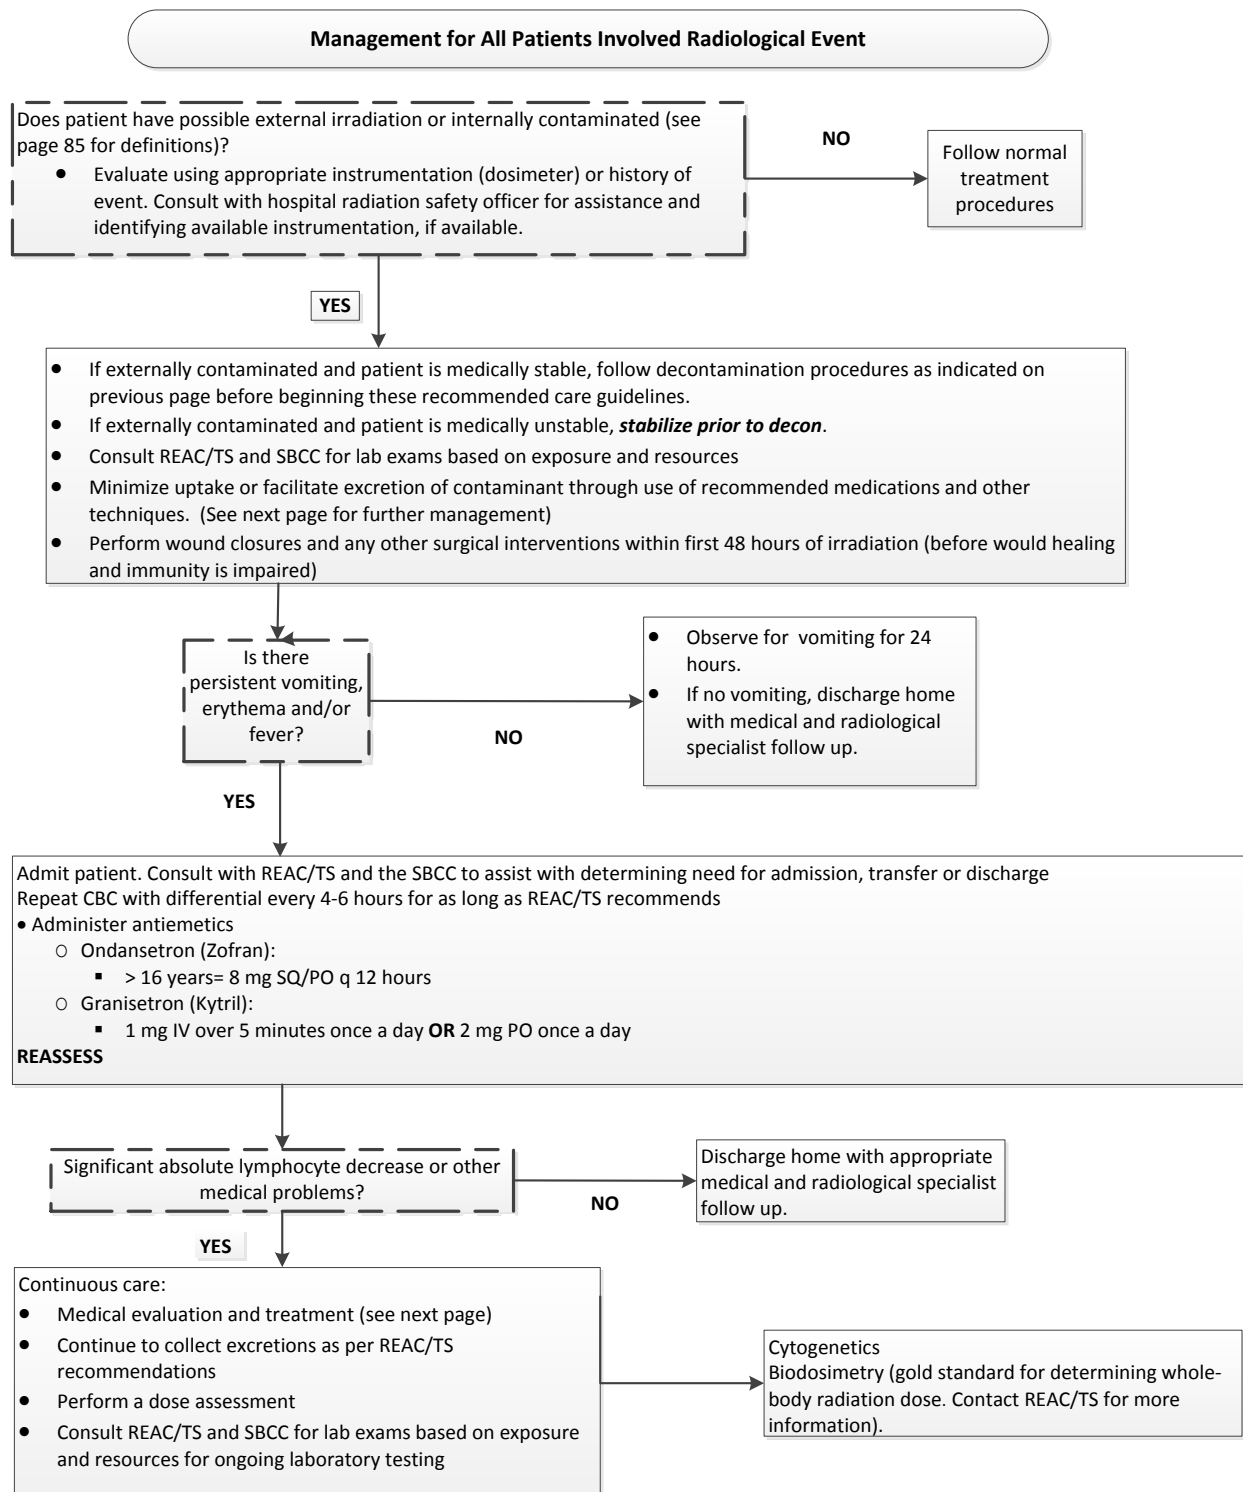 Management for All Patients Involved Radiological Event
Does patient have possible external irradiation or internally contaminated (see
page 85 for definitions)?
● Evaluate using appropriate instrumentation (dosimeter) or history of
event. Consult with hospital radiation safety officer for assistance and
identifying available instrumentation, if available.
NO
Follow normal
treatment
procedures
YES
● If externally contaminated and patient is medically stable, follow decontamination procedures as indicated on
previous page before beginning these recommended care guidelines.
● If externally contaminated and patient is medically unstable, stabilize prior to decon.
● Consult REAC/TS and SBCC for lab exams based on exposure and resources
● Minimize uptake or facilitate excretion of contaminant through use of recommended medications and other
techniques. (See next page for further management)
● Perform wound closures and any other surgical interventions within first 48 hours of irradiation (before would healing
and immunity is impaired)
Is there
persistent vomiting,
erythema and/or
fever?
NO
● Observe for vomiting for 24
hours.
● If no vomiting, discharge home
with medical and radiological
specialist follow up.
YES
Admit patient. Consult with REAC/TS and the SBCC to assist with determining need for admission, transfer or discharge
Repeat CBC with differential every 4-6 hours for as long as REAC/TS recommends
• Administer antiemetics
○ Ondansetron (Zofran):
▪ > 16 years= 8 mg SQ/PO q 12 hours
○ Granisetron (Kytril):
▪ 1 mg IV over 5 minutes once a day OR 2 mg PO once a day
REASSESS
Significant absolute lymphocyte decrease or other
medical problems?
NO
Discharge home with appropriate
medical and radiological specialist
follow up.
YES
Continuous care:
● Medical evaluation and treatment (see next page)
● Continue to collect excretions as per REAC/TS
recommendations
● Perform a dose assessment
● Consult REAC/TS and SBCC for lab exams based on exposure
and resources for ongoing laboratory testing
Cytogenetics
Biodosimetry (gold standard for determining whole-
body radiation dose. Contact REAC/TS for more
information).